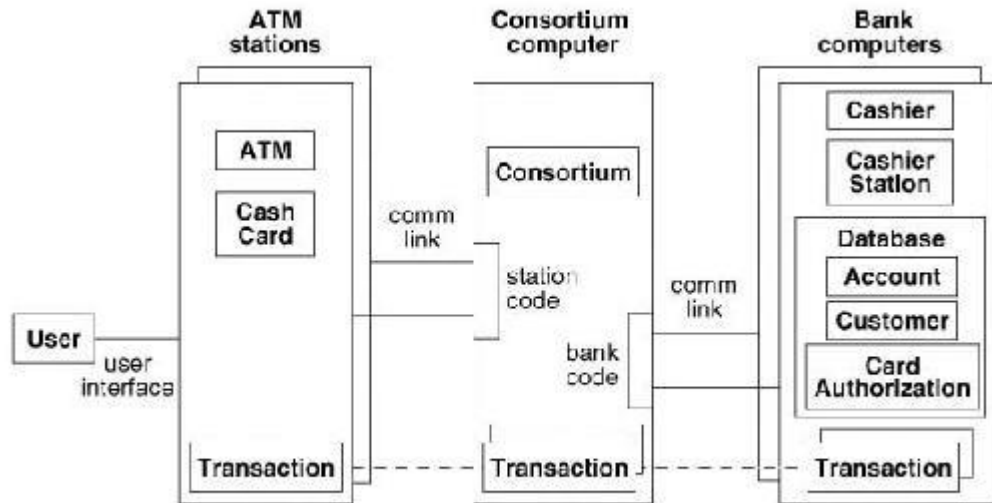 ATM
stations
Consortium
computer
Bank
computers
ATM
Cash
Card
comm
link
Consortium
station
code
comm
link
bank
code
Cashier
Cashier
Station
Database
Account
Customer
Card
Authorization
User
user
interface
Transaction
Transaction
Transaction